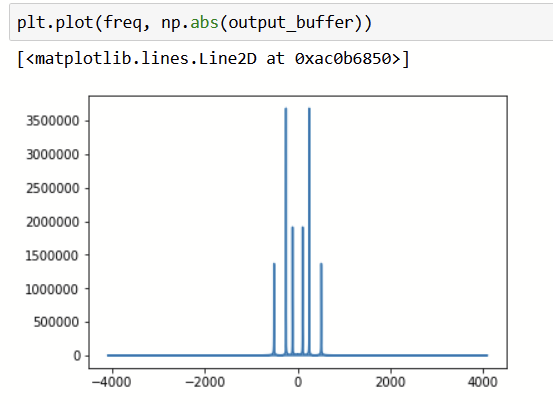 plt.plot(freq, np.abs(output_buffer))
[<matplotlib.lines.Line2D at 0xac0b6850>]
3500000
3000000
2500000
2000000
1500000
1000000
500000
0
−4000 −2000 0 2000 4000